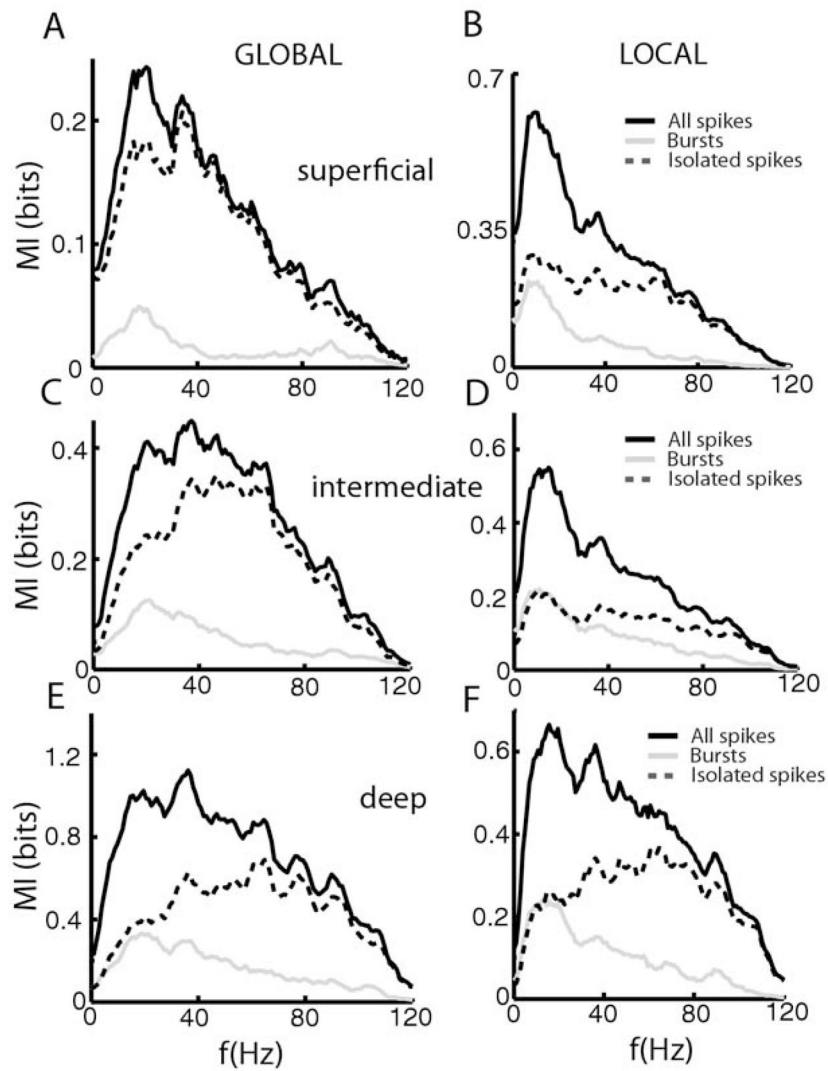 A
GLOBAL
MI (bits)
0.2
0.1
0
superficial
0 40 80 120
B
LOCAL
0.7
0.35
0
All spikes
Bursts
Isolated spikes
0 40 80 120
C
MI (bits)
0.4
0.2
0
intermediate
0 40 80 120
D
0.6
0.4
0.2
0
All spikes
Bursts
Isolated spikes
0 40 80 120
E
MI (bits)
1.2
0.8
0.4
0
deep
0 40 80 120
f(Hz)
F
0.6
0.4
0.2
0
All spikes
Bursts
Isolated spikes
0 40 80 120
f(Hz)